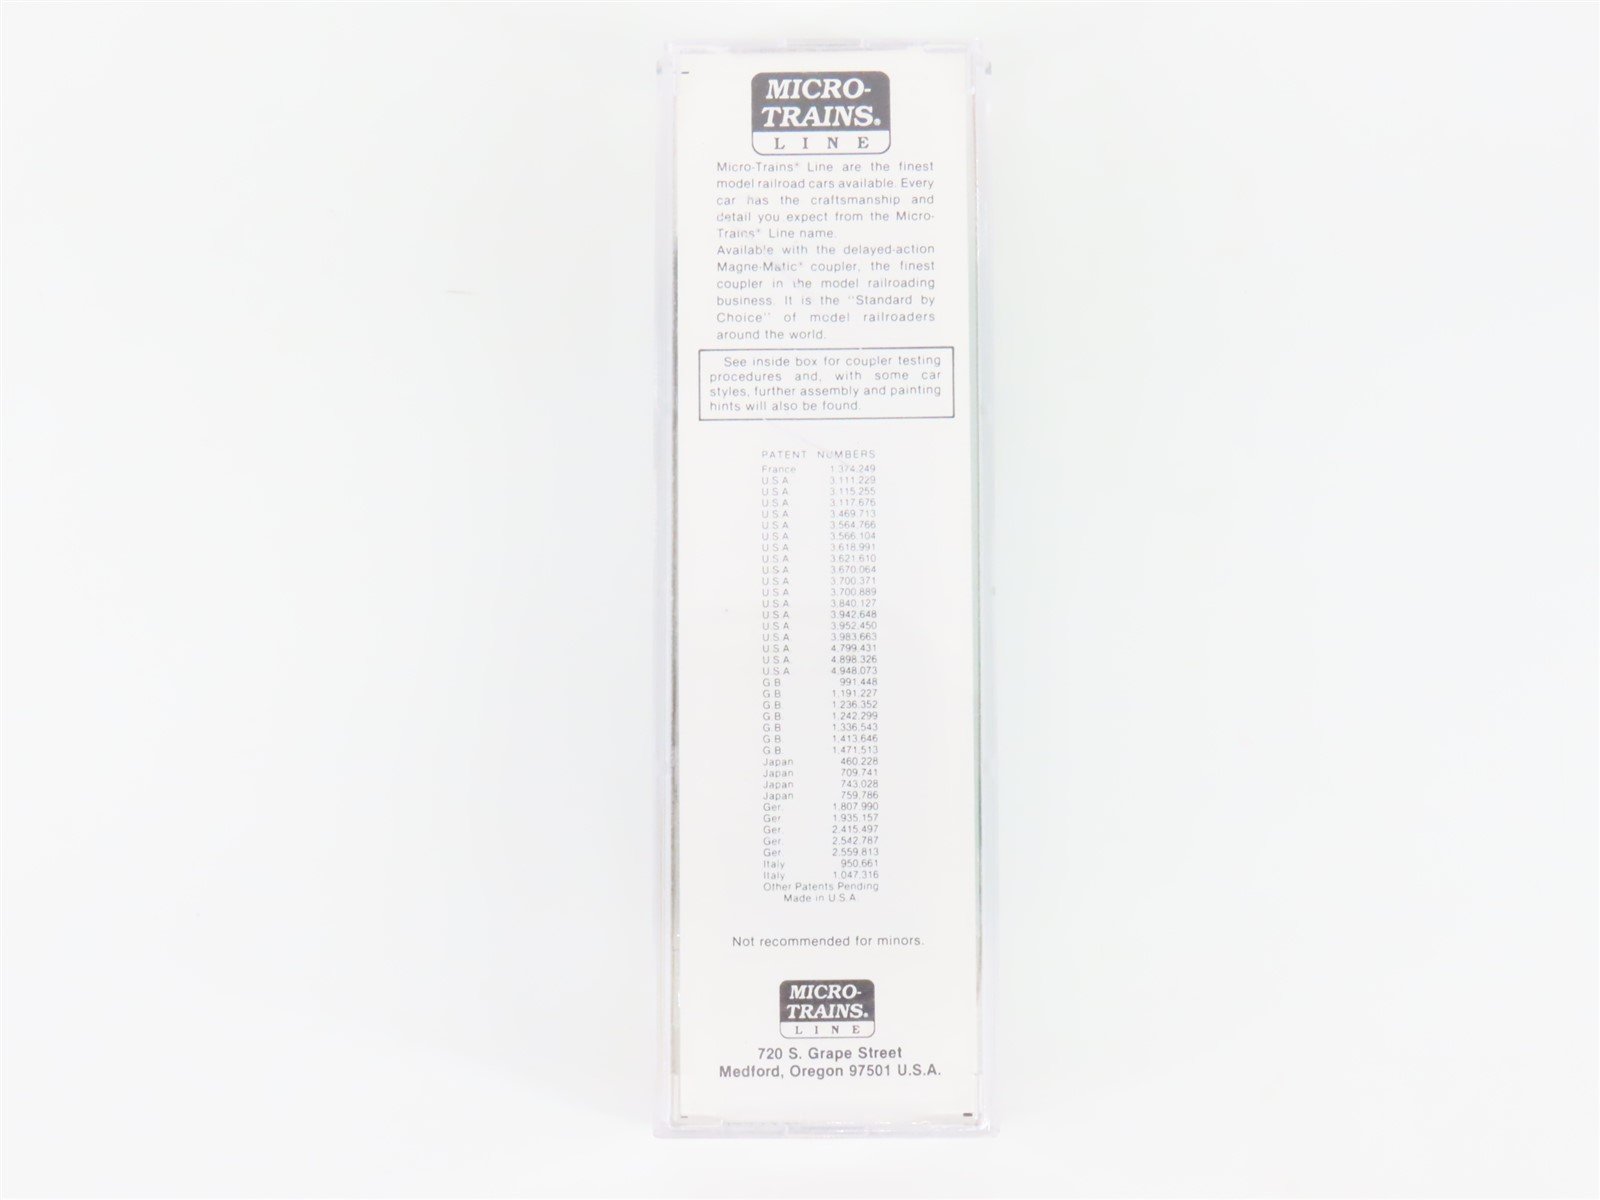 MICRO-
TRAINS®
LINE
Micro-Trains® Line are the finest
model railroad cars available. Every
car has the craftsmanship and
detail you expect from the Micro-
Trains® Line name.
Available with the delayed-action
Magne-Matic® coupler, the finest
coupler in the model railroading
business. It is the "Standard by
Choice" of model railroaders
around the world.
See inside box for coupler testing
procedures and, with some car
styles, further assembly and painting
hints will also be found.
PATENT NUMBERS
France 1.374.249
U.S.A. 3.111.229
U.S.A. 3.115.255
U.S.A. 3.117.676
U.S.A. 3.469.713
U.S.A. 3.564.766
U.S.A. 3.566.104
U.S.A. 3.618.991
U.S.A. 3.621.610
U.S.A. 3.670.064
U.S.A. 3.700.371
U.S.A. 3.700.889
U.S.A. 3.840.127
U.S.A. 3.942.648
U.S.A. 3.952.450
U.S.A. 3.983.663
U.S.A. 4.799.431
U.S.A. 4.898.326
U.S.A. 4.948.073
G.B. 991.448
G.B. 1.191.227
G.B. 1.236.352
G.B. 1.242.299
G.B. 1.336.543
G.B. 1.413.646
G.B. 1.471.513
Japan 460.228
Japan 709.741
Japan 743.028
Japan 759.786
Ger. 1.807.990
Ger. 1.935.157
Ger. 2.415.497
Ger. 2.542.787
Ger. 2.559.813
Italy 950.661
Italy 1.047.316
Other Patents Pending
Made in U.S.A.
Not recommended for minors.
MICRO-
TRAINS®
LINE
720 S. Grape Street
Medford, Oregon 97501 U.S.A.